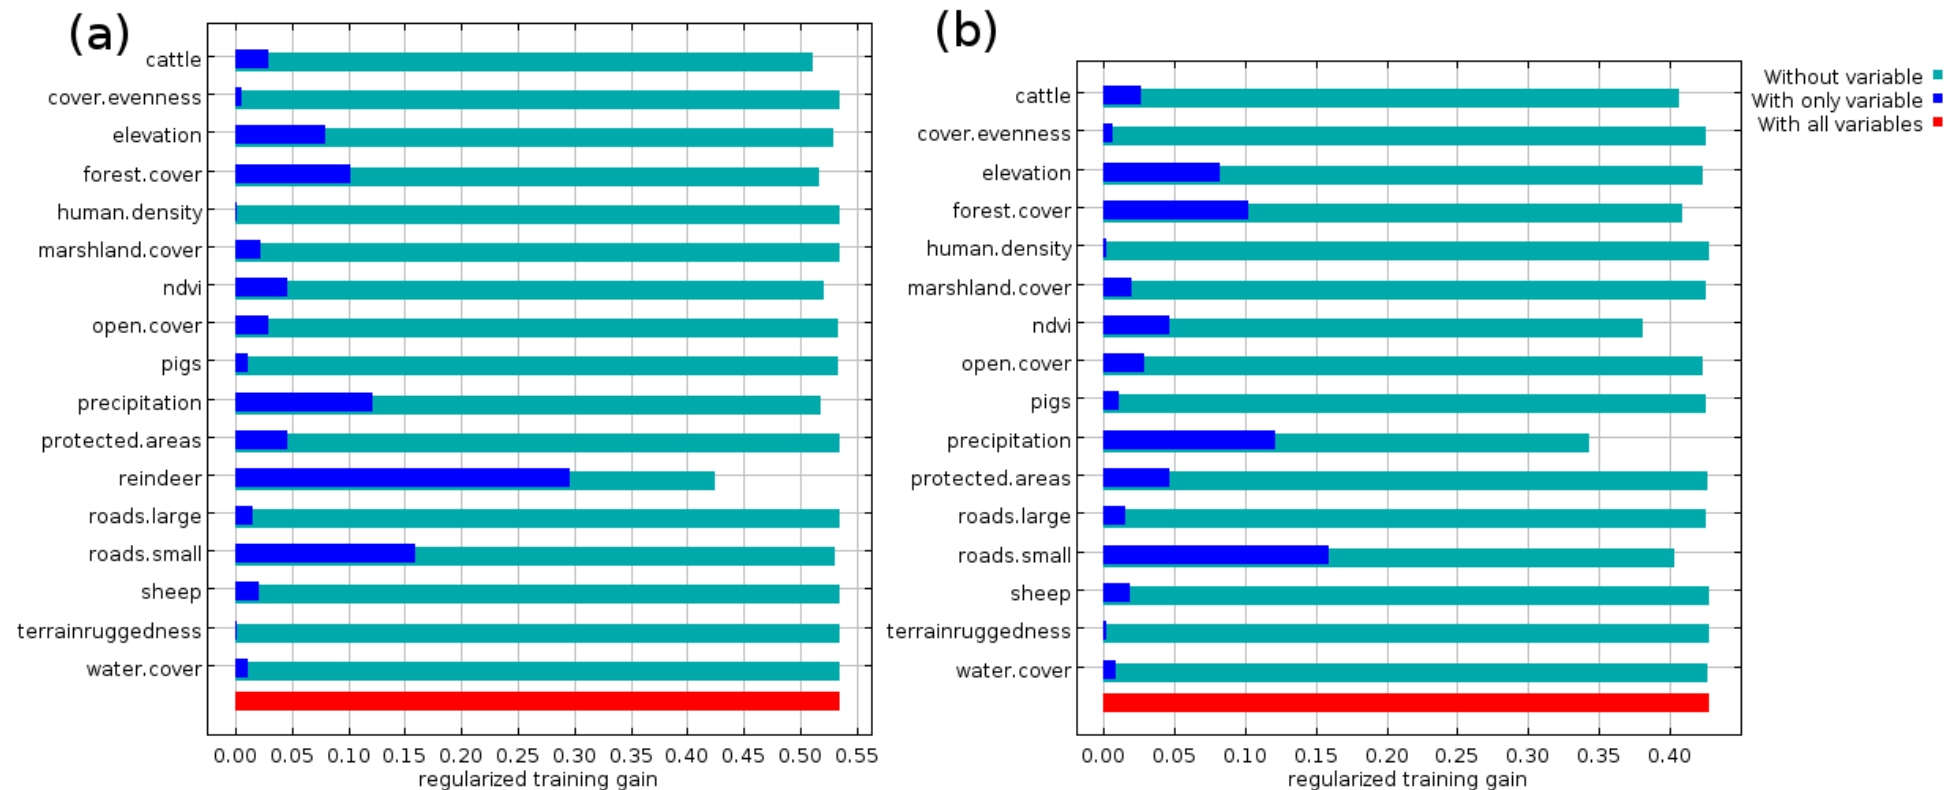 (a)
cattle
cover.evenness
elevation
forest.cover
human.density
marshland.cover
ndvi
open.cover
pigs
precipitation
protected.areas
reindeer
roads.large
roads.small
sheep
terrainruggedness
water.cover
0.00 0.05 0.10 0.15 0.20 0.25 0.30 0.35 0.40 0.45 0.50 0.55
regularized training gain
(b)
cattle
cover.evenness
elevation
forest.cover
human.density
marshland.cover
ndvi
open.cover
pigs
precipitation
protected.areas
roads.large
roads.small
sheep
terrainruggedness
water.cover
0.00 0.05 0.10 0.15 0.20 0.25 0.30 0.35 0.40
regularized training gain
Without variable
With only variable
With all variables